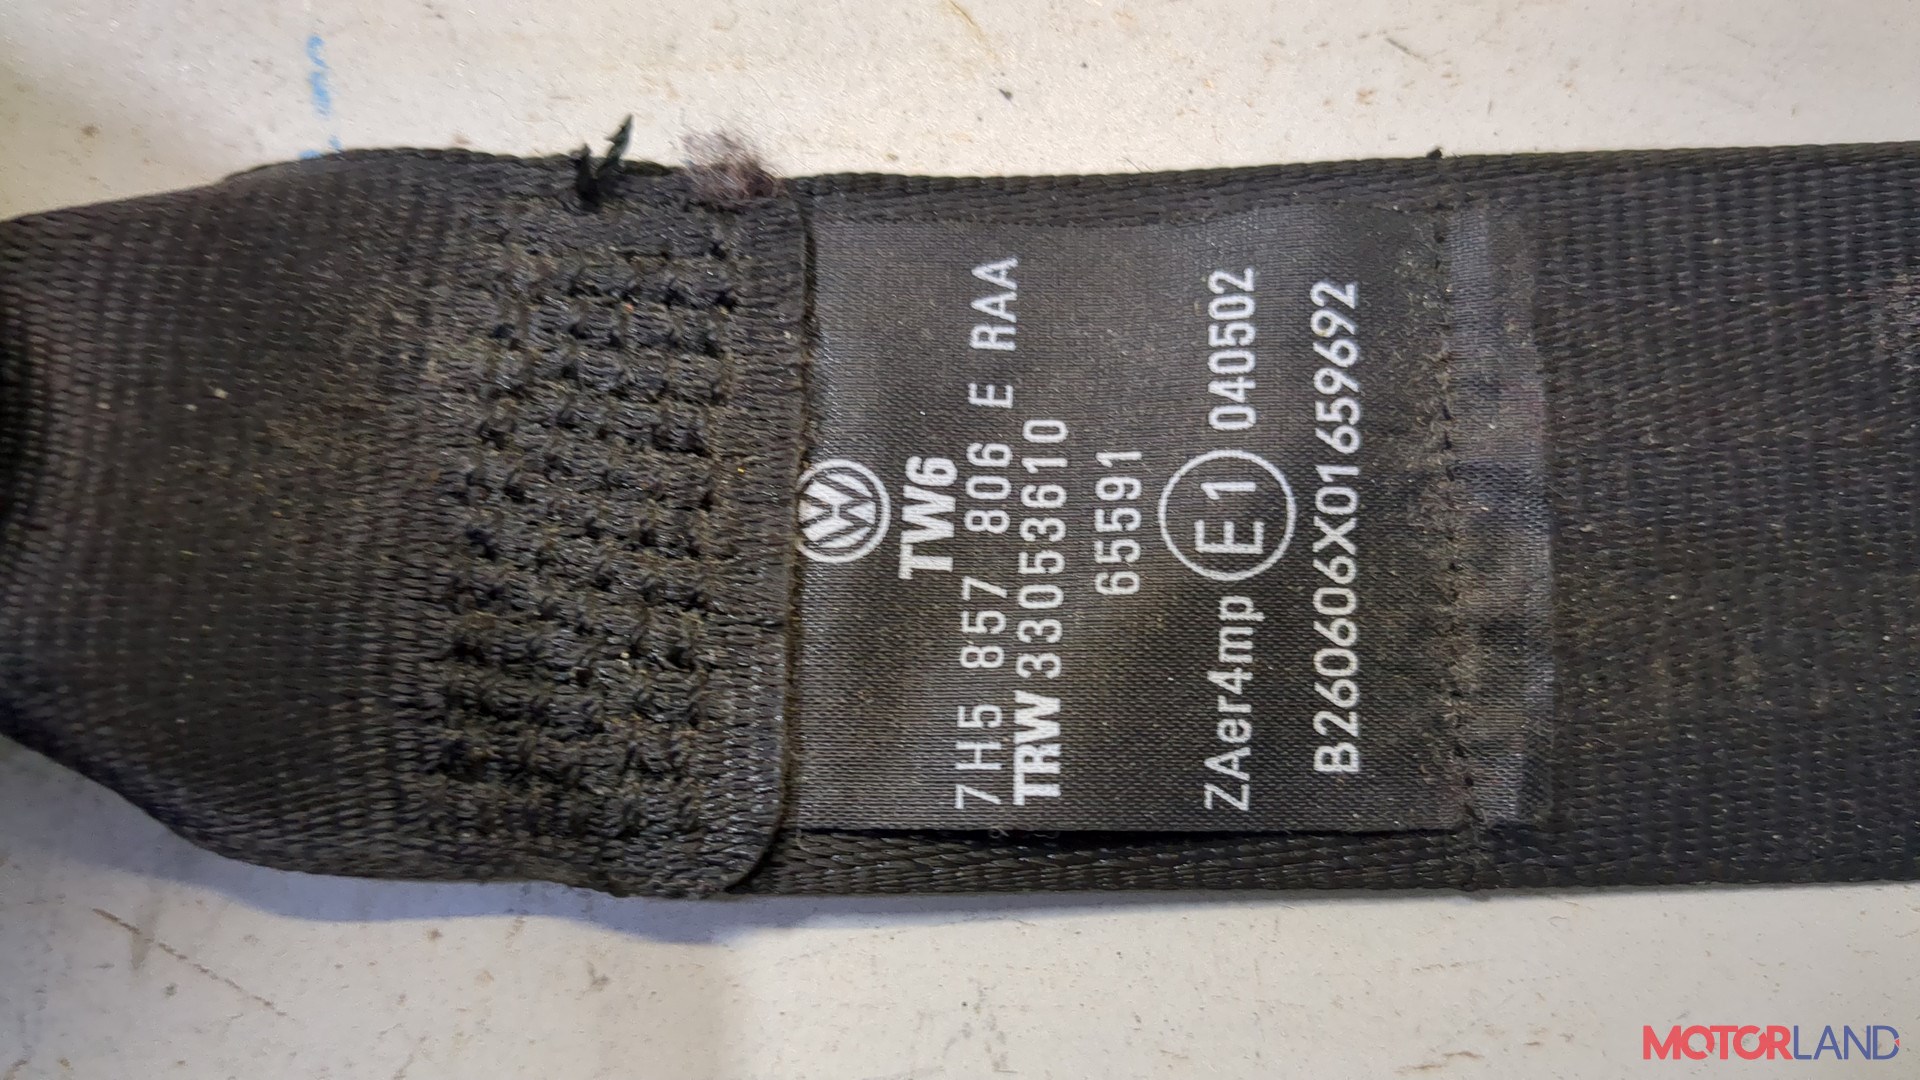 TW6
7H5 857 806 E RAA
TRW 33053610
65591
ZAer4mp E1 040502
B260606X01659692
MOTORLAND